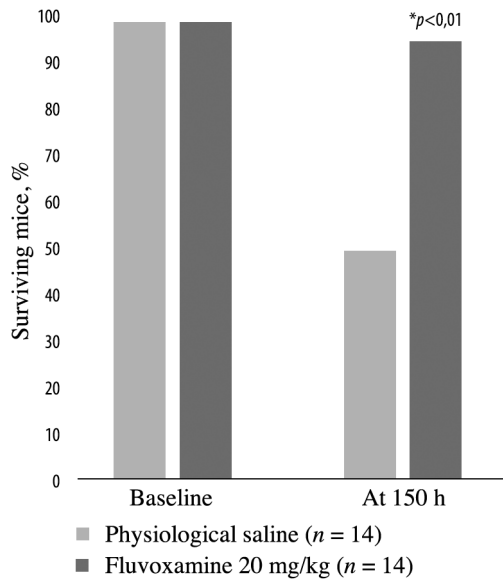 *p<0,01
Surviving mice, %
100
90
80
70
60
50
40
30
20
10
0
Baseline
At 150 h
Physiological saline (n = 14)
Fluvoxamine 20 mg/kg (n = 14)